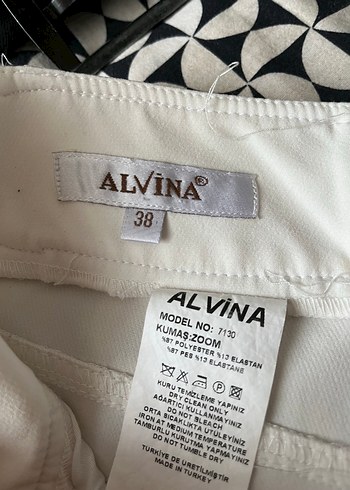 ALVİNA®
38
ALVİNA
MODEL NO: 7130
KUMAŞ:ZOOM
%87 POLYESTER %13 ELASTAN
%87 PES %13 ELASTANE
KURU TEMİZLEME YAPINIZ
DRY CLEAN ONLY
AĞARTICI KULLANMAYINIZ
DO NOT BLEACH
ORTA SICAKLIKTA ÜTÜLEYİNİZ
IRON AT MEDIUM TEMPERATURE
TAMBURLU KURUTMA YAPMAYINIZ
DO NOT TUMBLE DRY
TÜRKİYE DE ÜRETİLMİŞTİR
MADE IN TURKEY